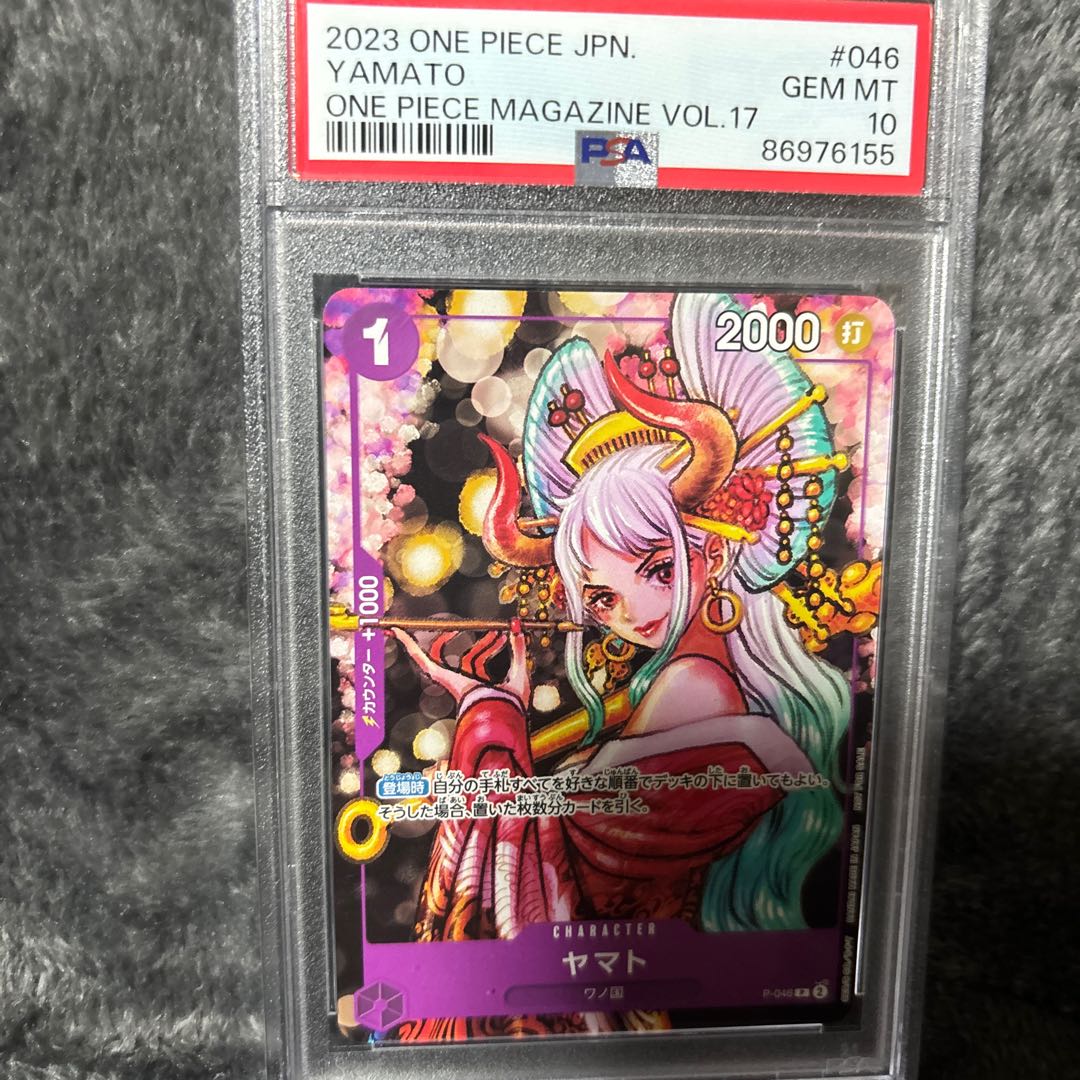 2023 ONE PIECE JPN. #046
YAMATO GEM MT
ONE PIECE MAGAZINE VOL.17 10
PSA 86976155
1
2000 打
カウンター +1000
登場時 自分の手札すべてを好きな順番でデッキの下に置いてもよい。
そうした場合、置いた枚数分カードを引く。
CHARACTER
ヤマト
ワノ国
P-046 P 2